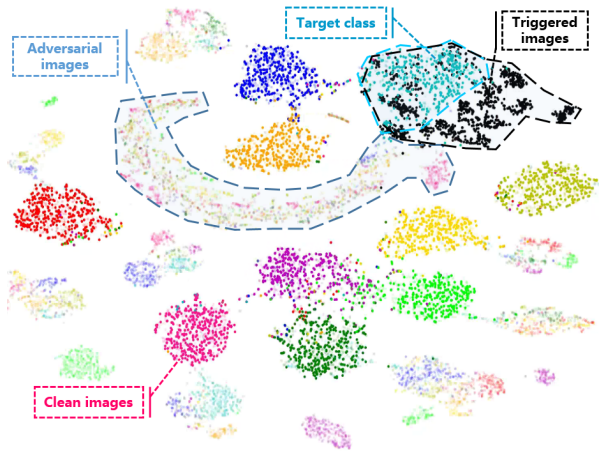 Target class
Triggered
images
Adversarial
images
Clean images